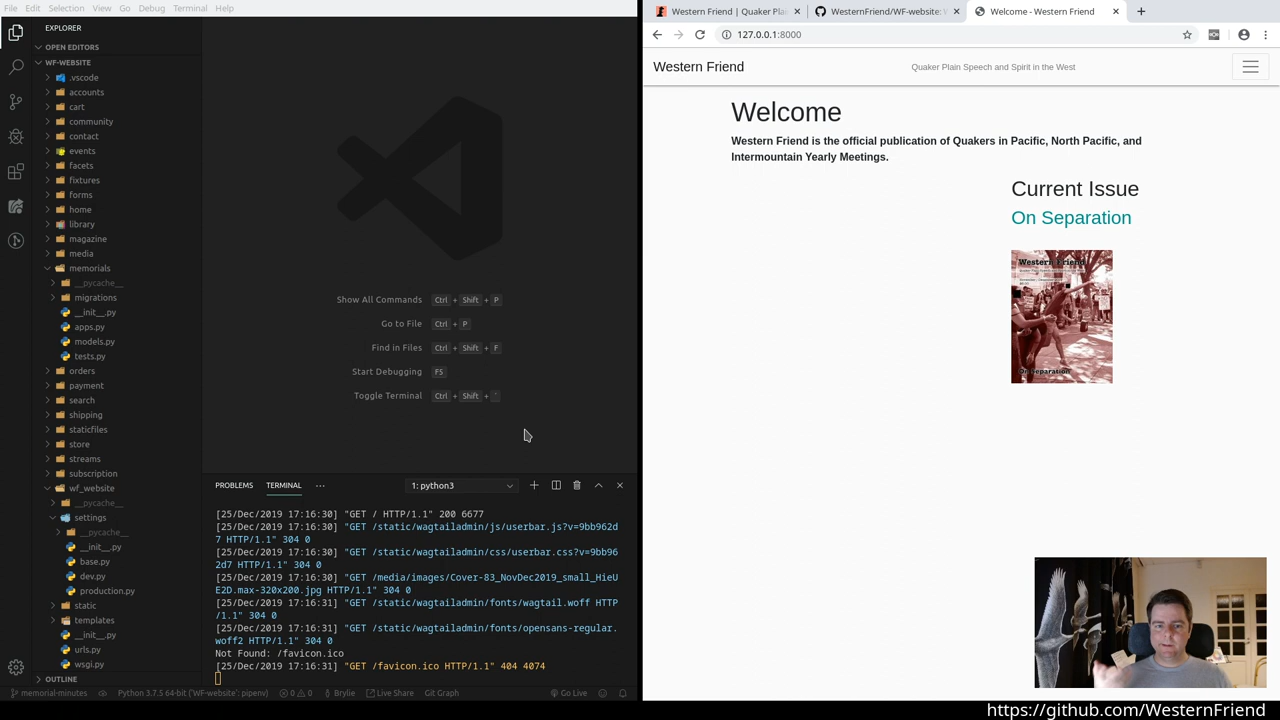 File Edit Selection View Go Debug Terminal Help
EXPLORER
OPEN EDITORS
WF-WEBSITE
.vscode
accounts
cart
community
contact
events
facets
fixtures
forms
home
library
magazine
media
memorials
__pycache__
migrations
__init__.py
apps.py
models.py
tests.py
orders
payment
search
shipping
staticfiles
store
streams
subscription
wf_website
__pycache__
settings
__pycache__
__init__.py
base.py
dev.py
production.py
static
templates
__init__.py
urls.py
wsgi.py
OUTLINE
Show All Commands Ctrl + Shift + P
Go to File Ctrl + P
Find in Files Ctrl + Shift + F
Start Debugging F5
Toggle Terminal Ctrl + Shift + `
PROBLEMS TERMINAL ··· 1: python3
[25/Dec/2019 17:16:30] "GET / HTTP/1.1" 200 6677
[25/Dec/2019 17:16:30] "GET /static/wagtailadmin/js/userbar.js?v=9bb962d
7 HTTP/1.1" 304 0
[25/Dec/2019 17:16:30] "GET /static/wagtailadmin/css/userbar.css?v=9bb96
2d7 HTTP/1.1" 304 0
[25/Dec/2019 17:16:30] "GET /media/images/Cover-83_NovDec2019_small_HieU
E2D.max-320x200.jpg HTTP/1.1" 304 0
[25/Dec/2019 17:16:31] "GET /static/wagtailadmin/fonts/wagtail.woff HTTP
/1.1" 304 0
[25/Dec/2019 17:16:31] "GET /static/wagtailadmin/fonts/opensans-regular.
woff2 HTTP/1.1" 304 0
Not Found: /favicon.ico
[25/Dec/2019 17:16:31] "GET /favicon.ico HTTP/1.1" 404 4074
memorial-minutes Python 3.7.5 64-bit ('WF-website': pipenv) 0 0 Brylie Live Share Git Graph Go Live
Western Friend | Quaker Plai
WesternFriend/WF-website: W
Welcome - Western Friend
127.0.0.1:8000
Western Friend
Quaker Plain Speech and Spirit in the West
Welcome
Western Friend is the official publication of Quakers in Pacific, North Pacific, and
Intermountain Yearly Meetings.
Current Issue
On Separation
Western Friend
On Separation
https://github.com/WesternFriend